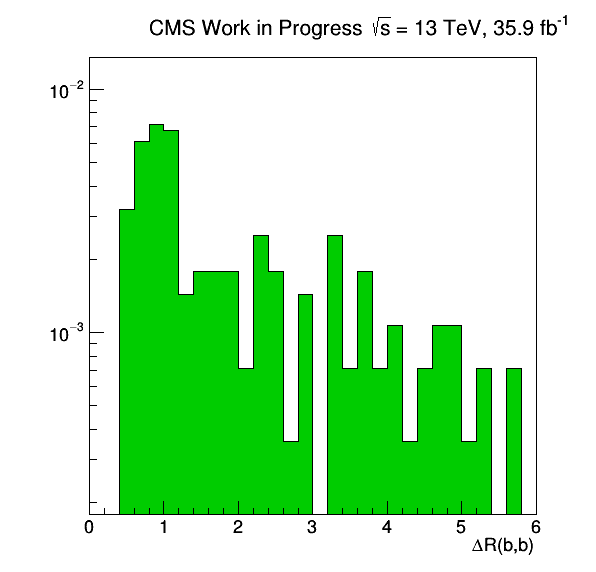 CMS Work in Progress √s = 13 TeV, 35.9 fb⁻¹
10⁻²
10⁻³
0 1 2 3 4 5 6
ΔR(b,b)